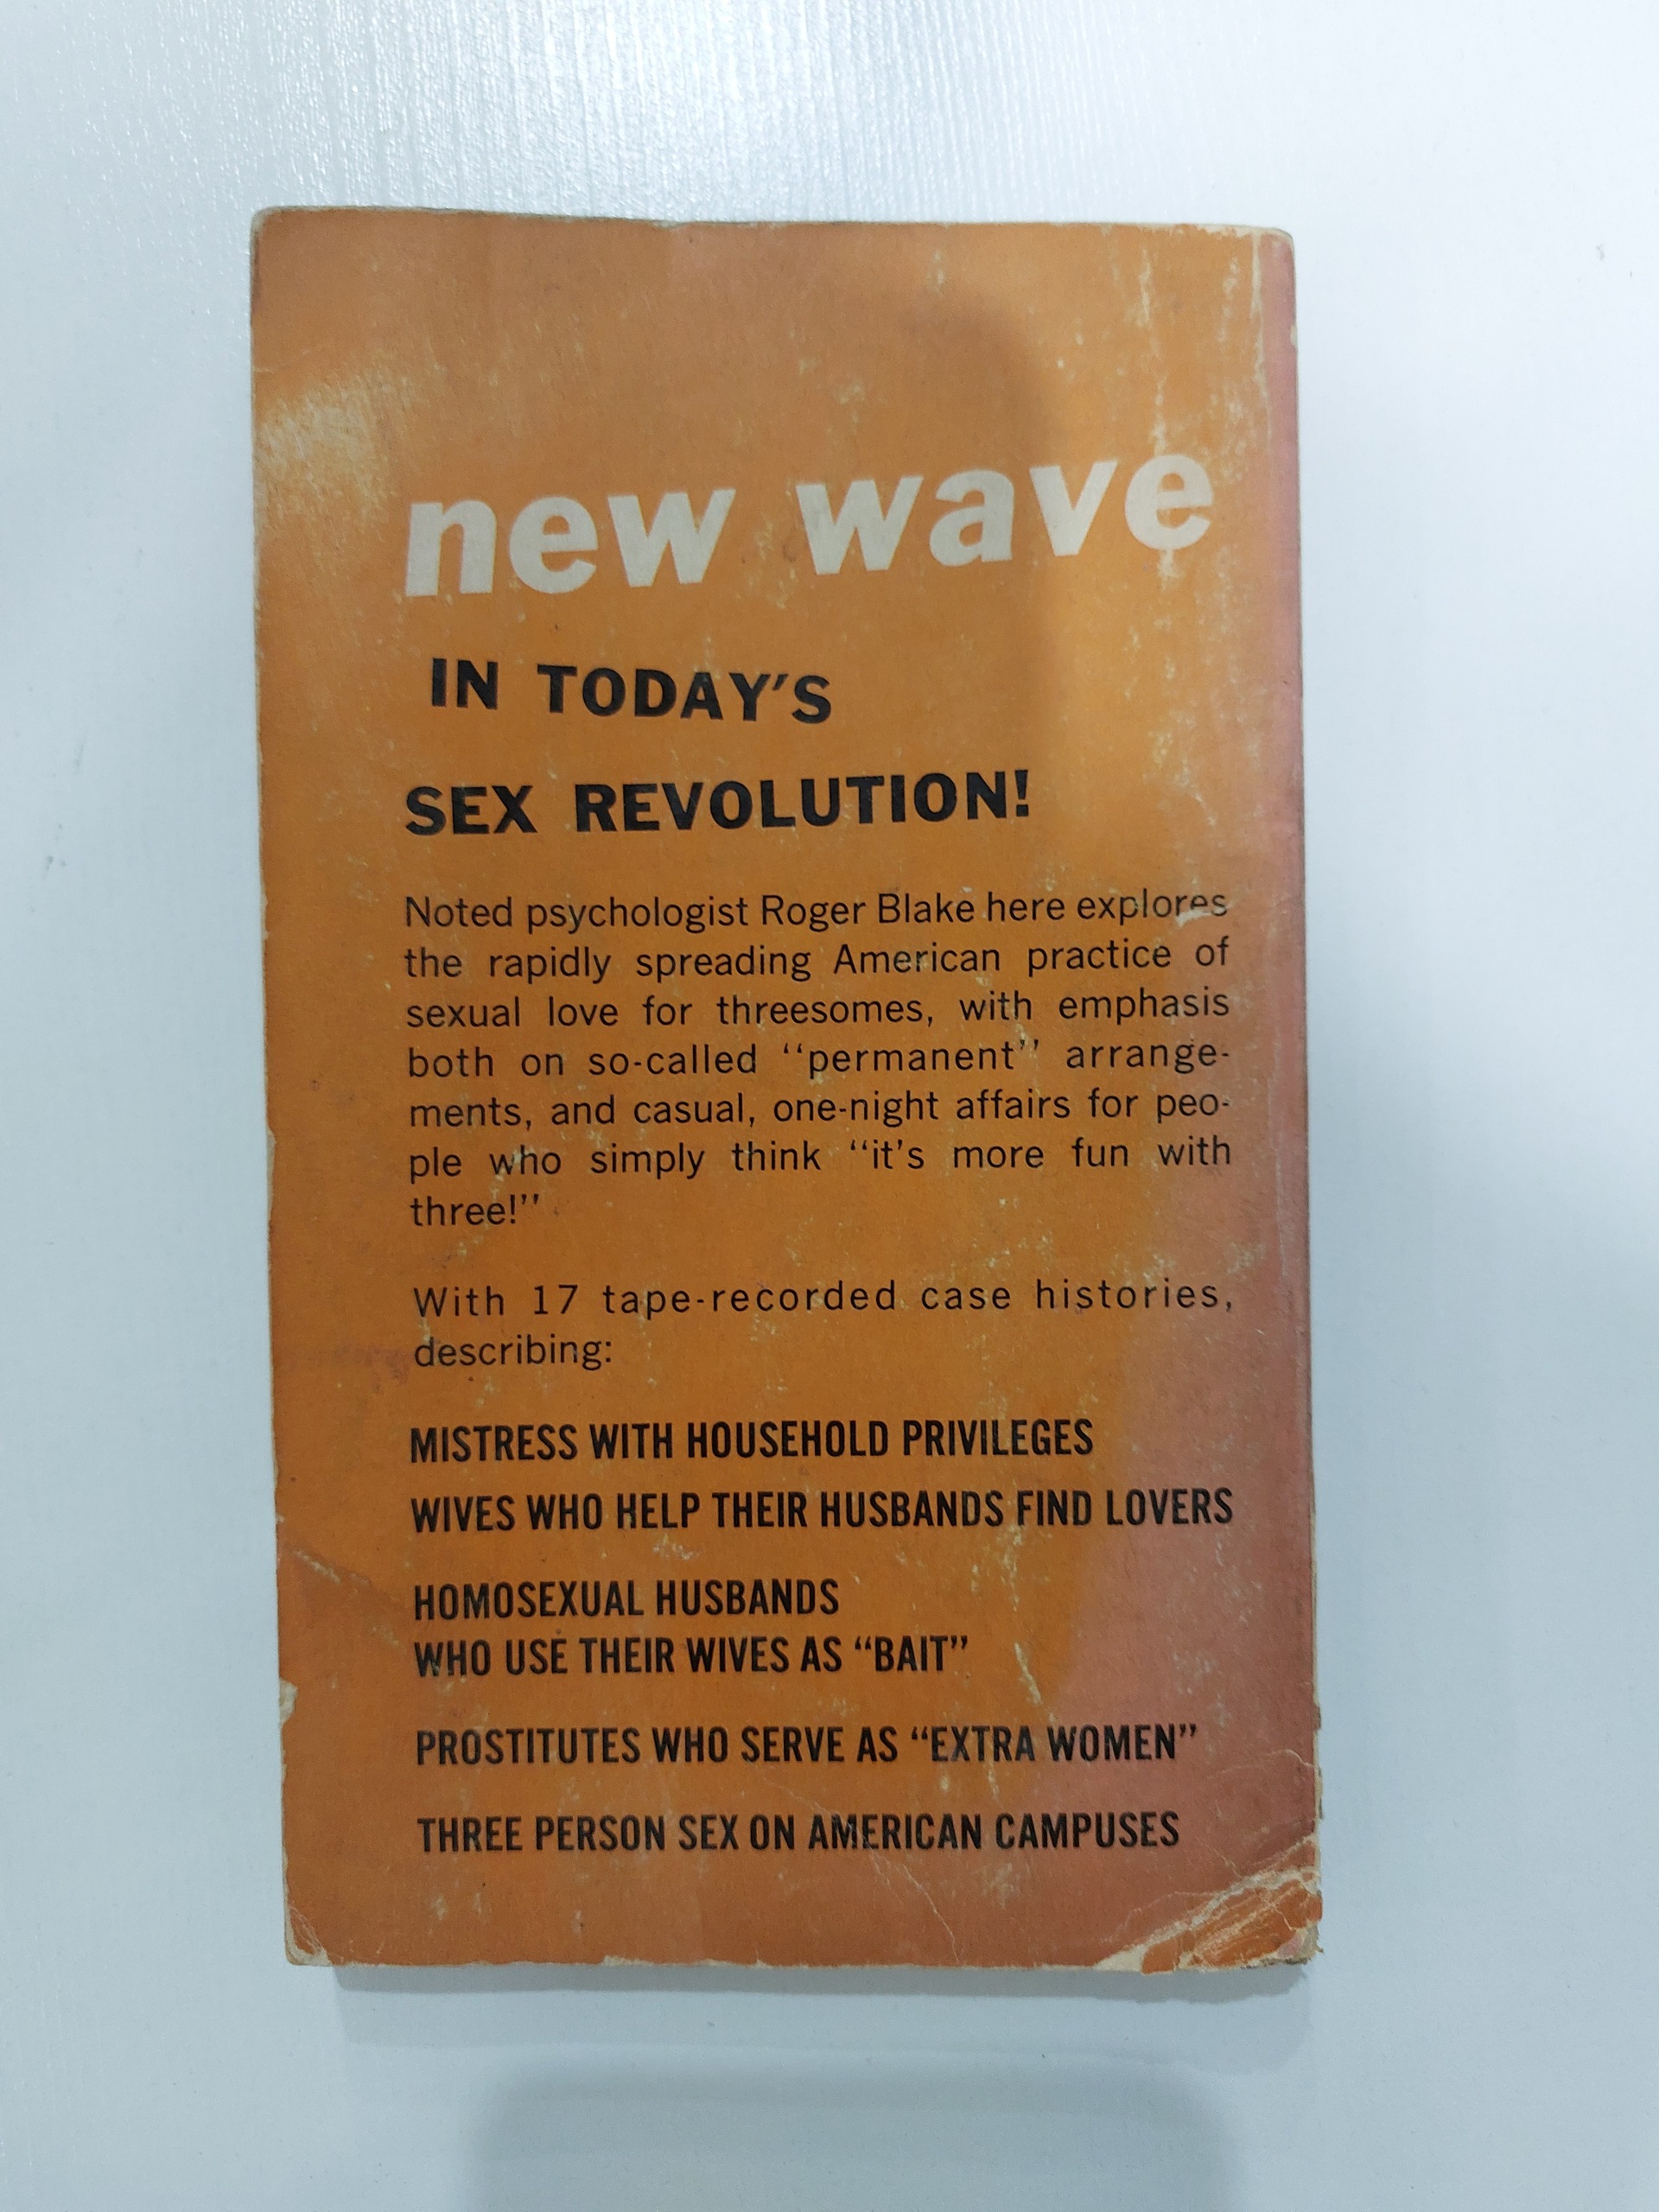 new wave
IN TODAY'S
SEX REVOLUTION!
Noted psychologist Roger Blake here explores
the rapidly spreading American practice of
sexual love for threesomes, with emphasis
both on so-called "permanent" arrange-
ments, and casual, one-night affairs for peo-
ple who simply think "it's more fun with
three!"
With 17 tape-recorded case histories,
describing:
MISTRESS WITH HOUSEHOLD PRIVILEGES
WIVES WHO HELP THEIR HUSBANDS FIND LOVERS
HOMOSEXUAL HUSBANDS
WHO USE THEIR WIVES AS "BAIT"
PROSTITUTES WHO SERVE AS "EXTRA WOMEN"
THREE PERSON SEX ON AMERICAN CAMPUSES